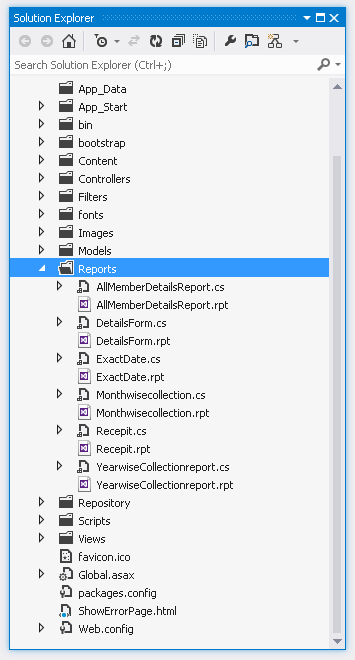 Solution Explorer
Search Solution Explorer (Ctrl+;)
App_Data
App_Start
bin
bootstrap
Content
Controllers
Filters
fonts
Images
Models
Reports
AllMemberDetailsReport.cs
AllMemberDetailsReport.rpt
DetailsForm.cs
DetailsForm.rpt
ExactDate.cs
ExactDate.rpt
Monthwisecollection.cs
Monthwisecollection.rpt
Recepit.cs
Recepit.rpt
YearwiseCollectionreport.cs
YearwiseCollectionreport.rpt
Repository
Scripts
Views
favicon.ico
Global.asax
packages.config
ShowErrorPage.html
Web.config